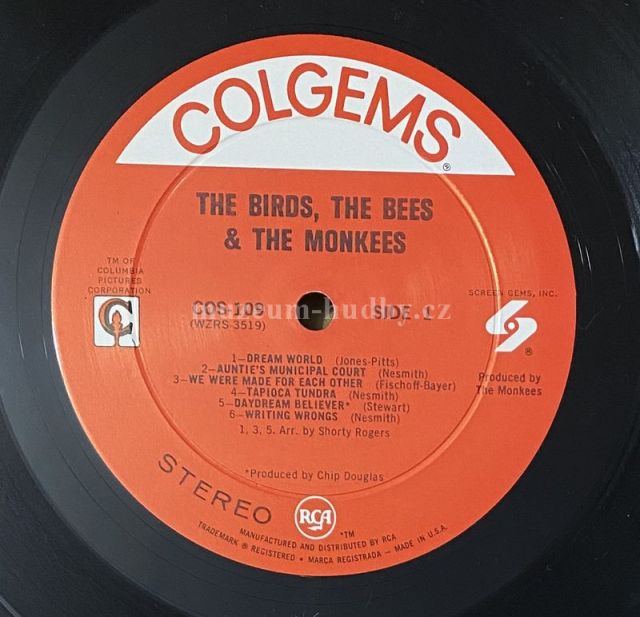 COLGEMS®
THE BIRDS, THE BEES
& THE MONKEES
TM OF
COLUMBIA
PICTURES
CORPORATION
COS-109
(WZRS-3519)
SIDE
SCREEN GEMS, INC.
®
Produced by
The Monkees
1—DREAM WORLD (Jones-Pitts)
2—AUNTIE'S MUNICIPAL COURT (Nesmith)
3—WE WERE MADE FOR EACH OTHER (Fischoff-Bayer)
4—TAPIOCA TUNDRA (Nesmith)
5—DAYDREAM BELIEVER* (Stewart)
6—WRITING WRONGS (Nesmith)
1, 3, 5. Arr. by Shorty Rogers
*Produced by Chip Douglas
STEREO
RCA
™
MANUFACTURED AND DISTRIBUTED BY RCA
TRADEMARK ® REGISTERED • MARCA REGISTRADA — MADE IN U.S.A.
muzeum-hudby.cz